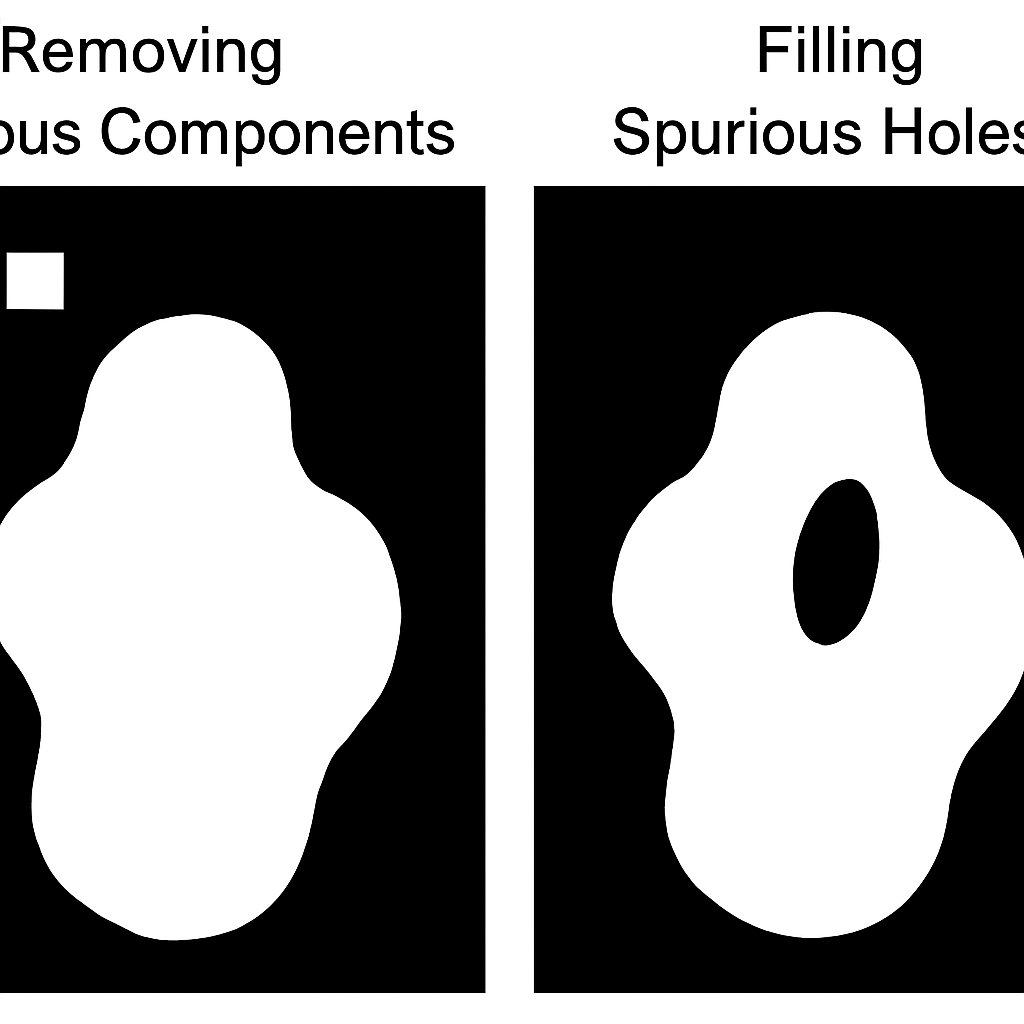 Removing
ous Components
Filling
Spurious Holes